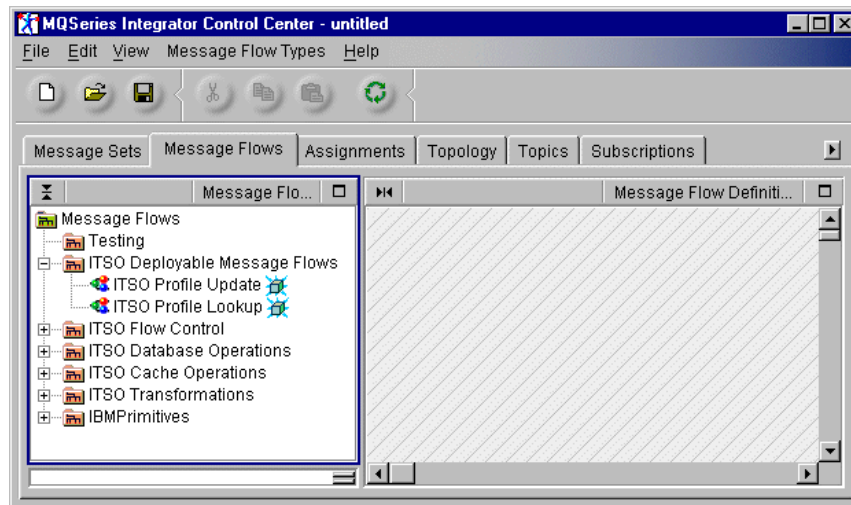 MQSeries Integrator Control Center - untitled
File Edit View Message Flow Types Help
Message Sets Message Flows Assignments Topology Topics Subscriptions
Message Flo... Message Flow Definiti...
Message Flows
Testing
ITSO Deployable Message Flows
ITSO Profile Update
ITSO Profile Lookup
ITSO Flow Control
ITSO Database Operations
ITSO Cache Operations
ITSO Transformations
IBMPrimitives